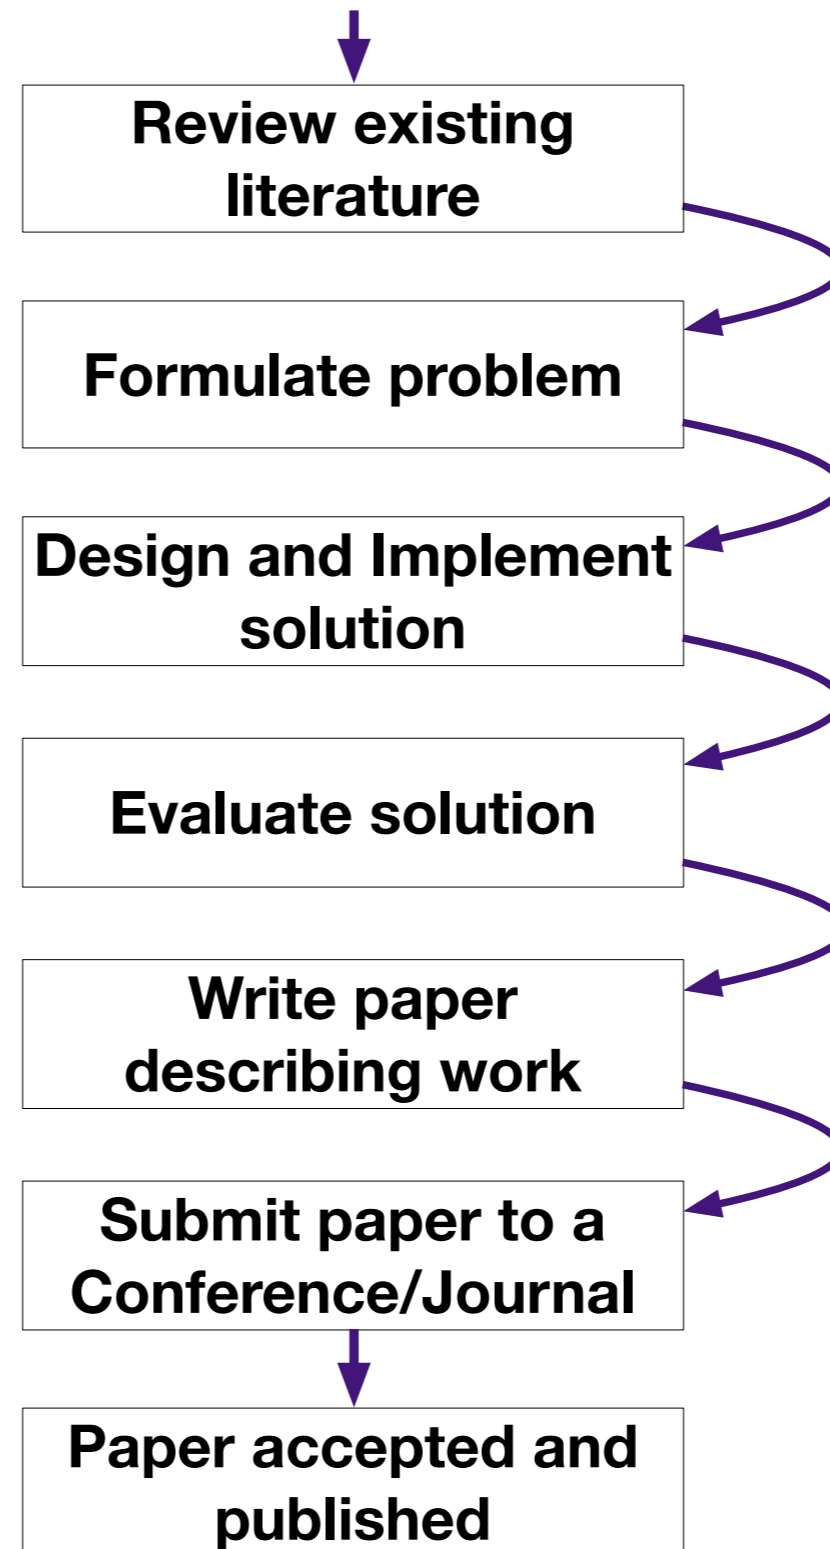 Review existing
literature
Formulate problem
Design and Implement
solution
Evaluate solution
Write paper
describing work
Submit paper to a
Conference/Journal
Paper accepted and
published